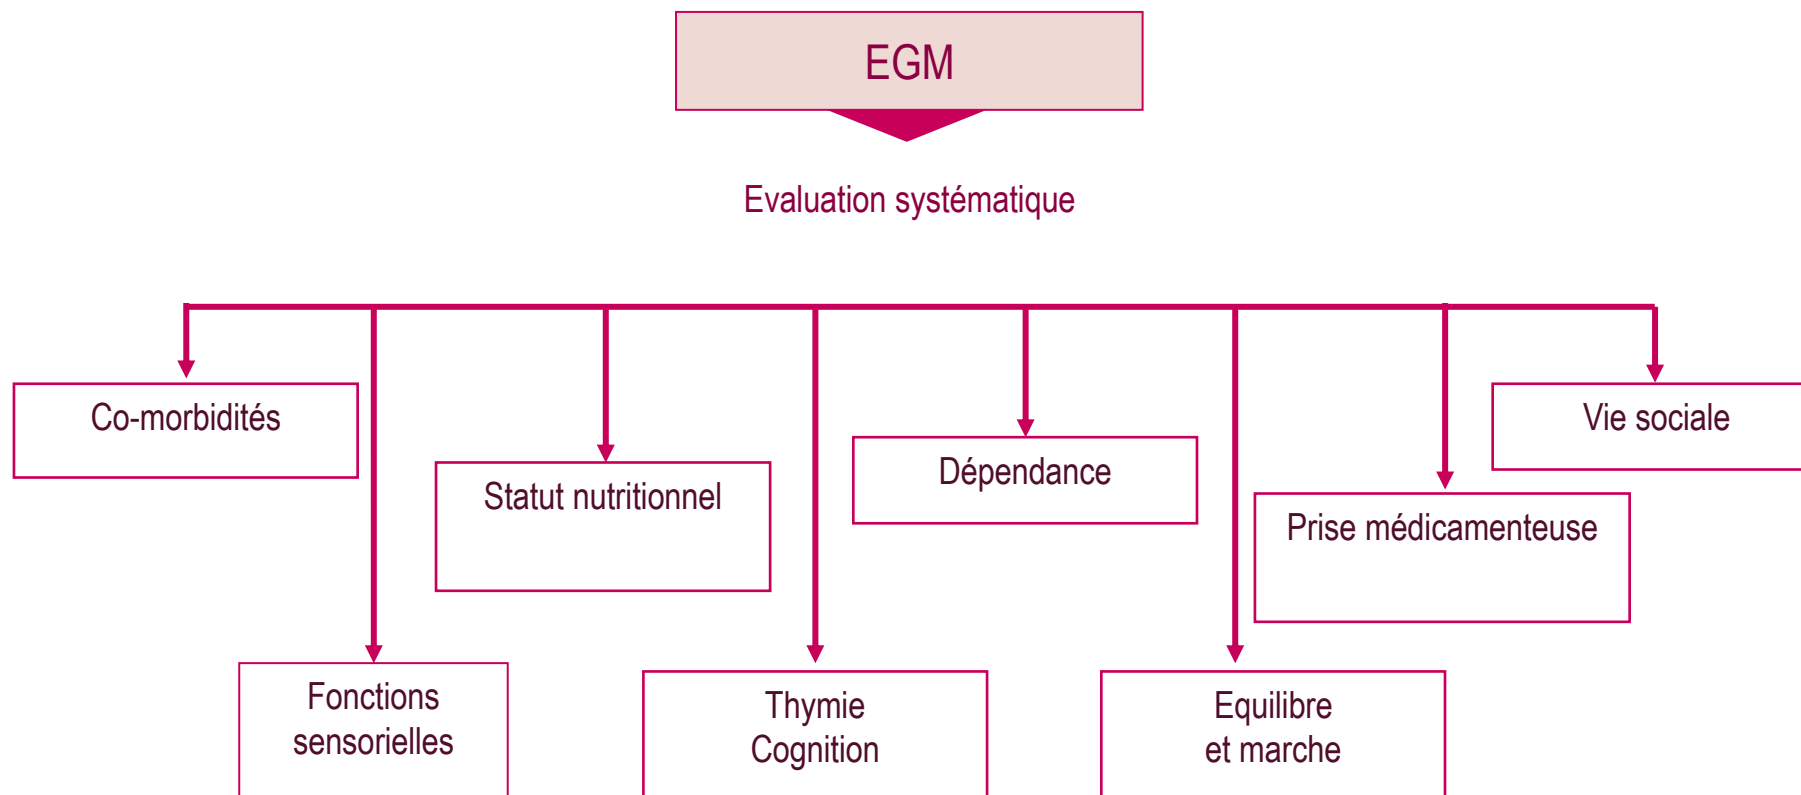 EGM
Evaluation systématique
Co-morbidités
Fonctions
sensorielles
Statut nutritionnel
Thymie
Cognition
Dépendance
Equilibre
et marche
Prise médicamenteuse
Vie sociale